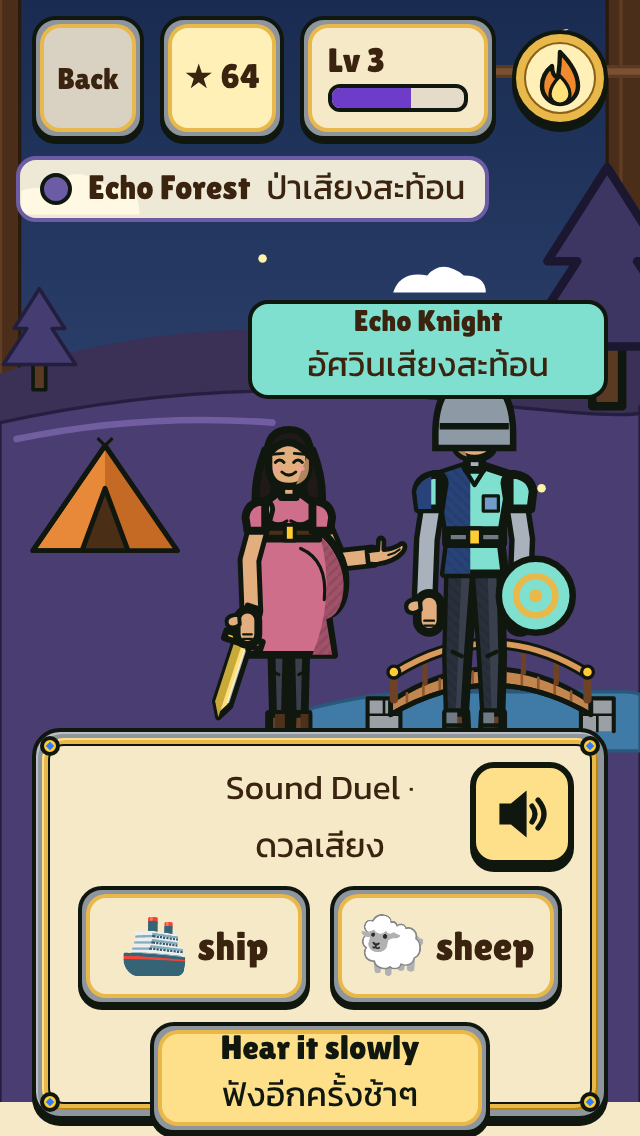 Back
★ 64
Lv 3
Echo Forest ป่าเสียงสะท้อน
Echo Knight
อัศวินเสียงสะท้อน
Sound Duel ·
ดวลเสียง
ship
sheep
Hear it slowly
ฟังอีกครั้งช้าๆ